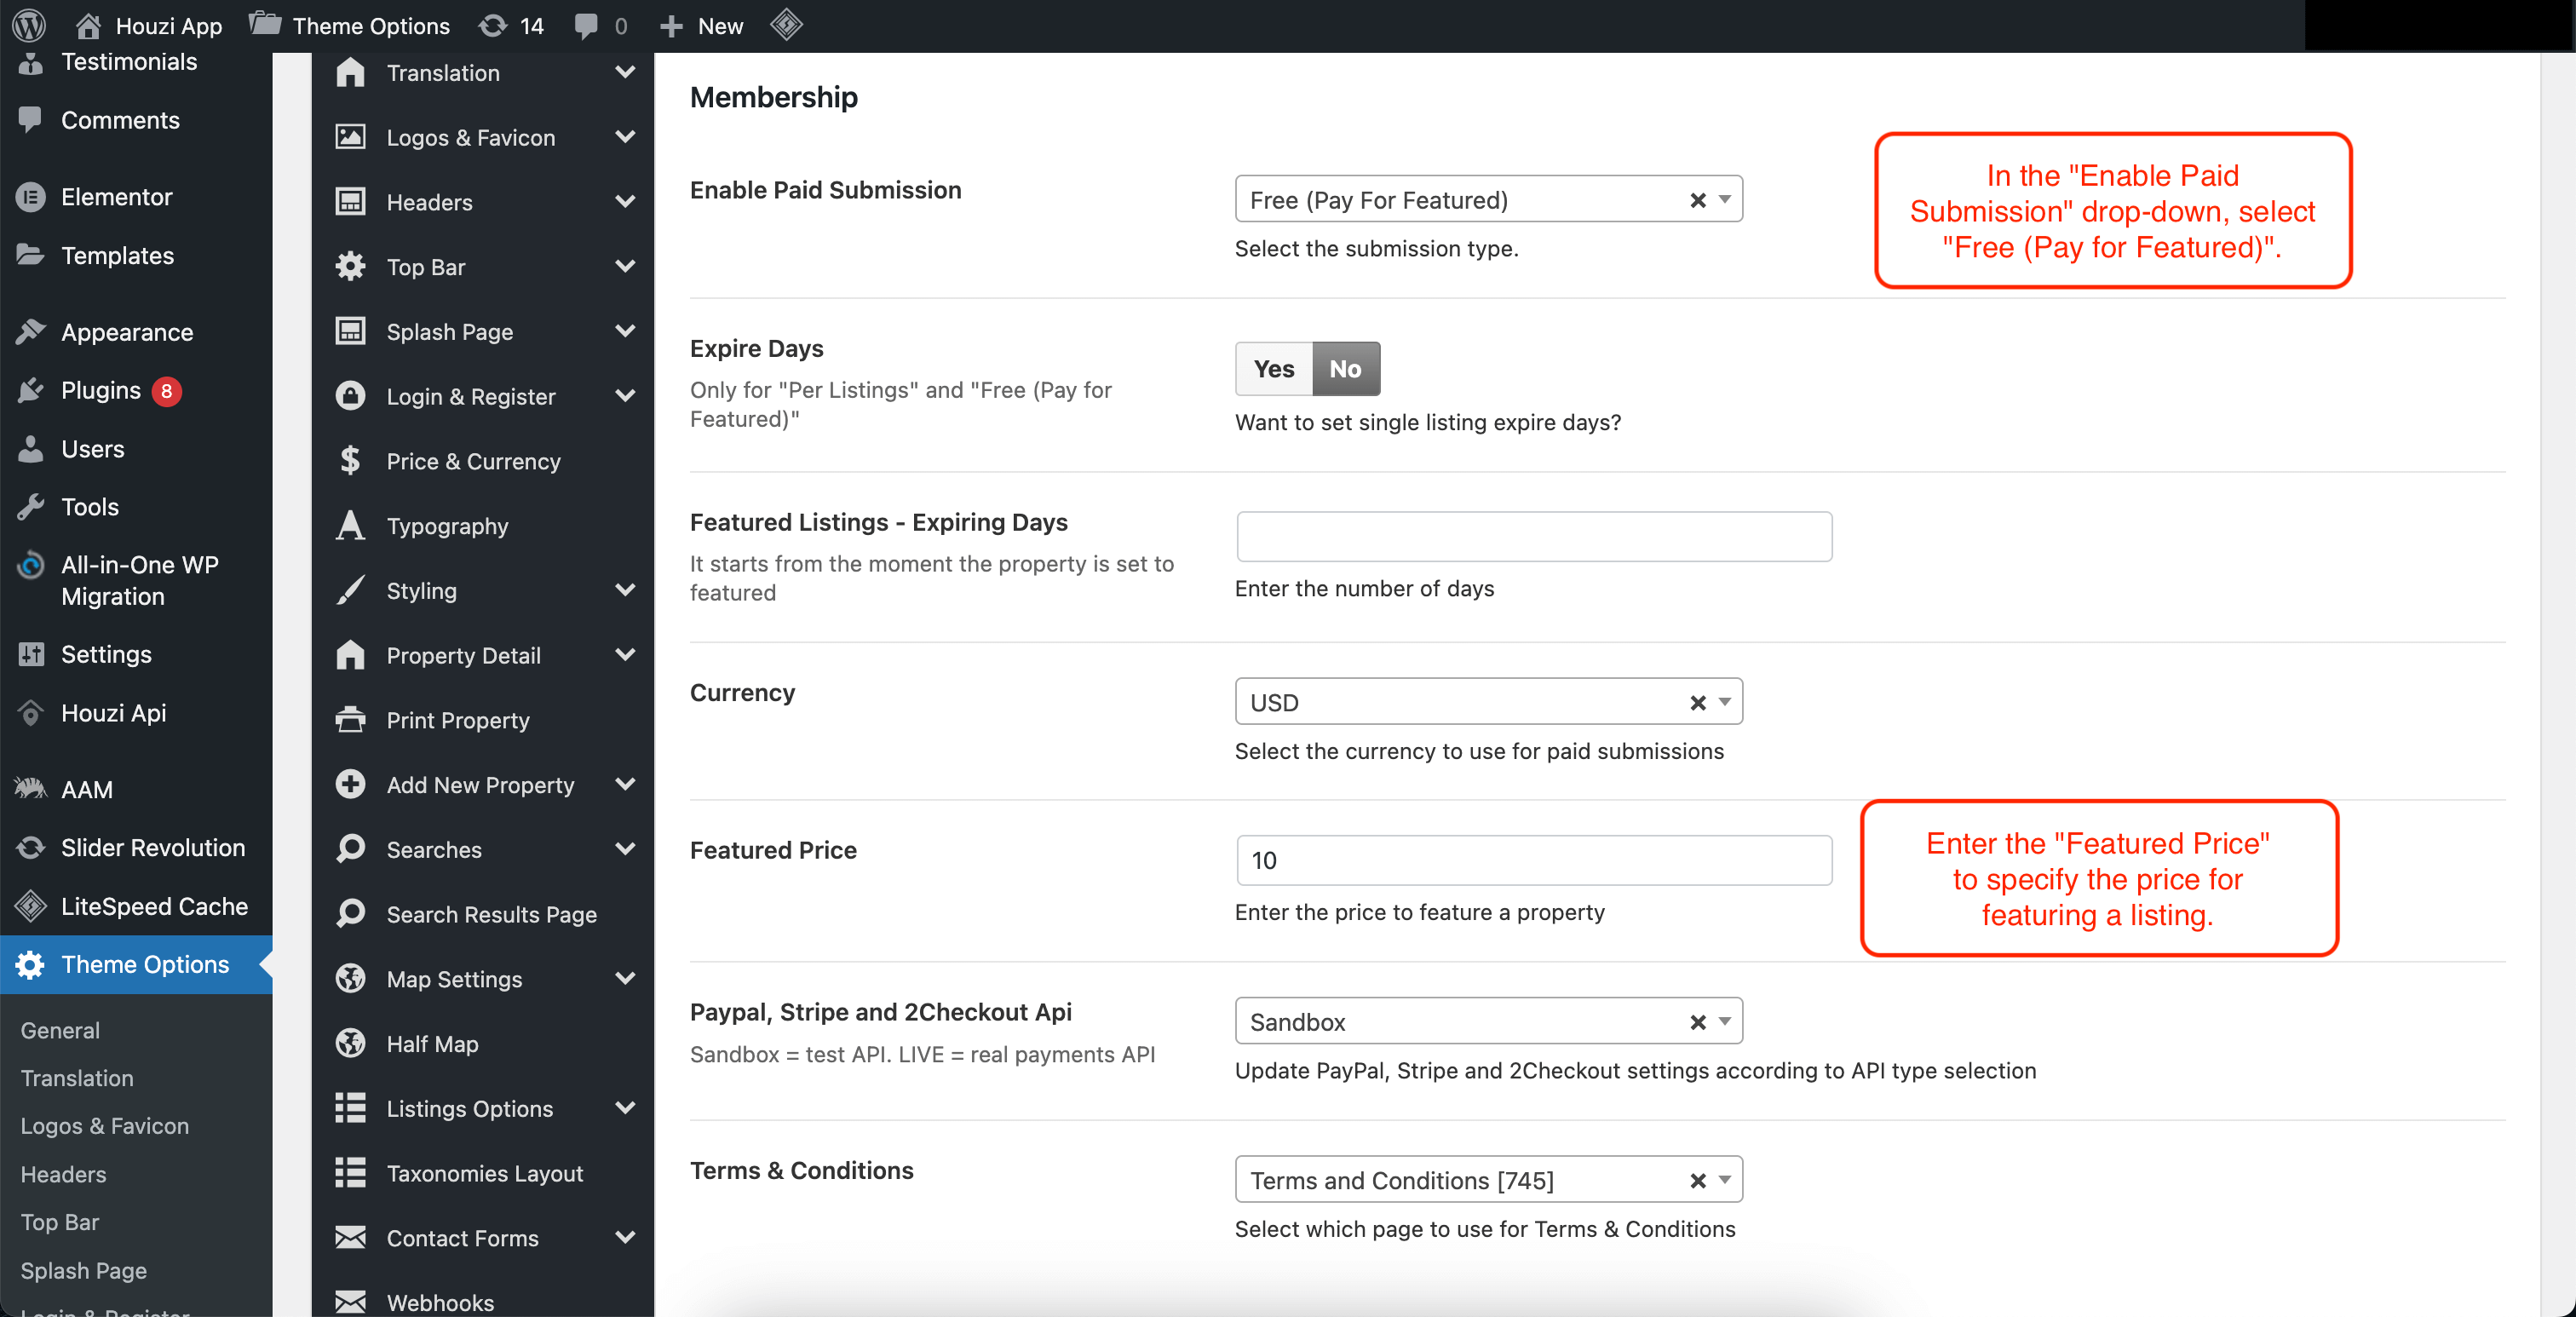 Houzi App
Theme Options
14
0
New
Testimonials
Comments
Elementor
Templates
Appearance
Plugins 8
Users
Tools
All-in-One WP
Migration
Settings
Houzi Api
AAM
Slider Revolution
LiteSpeed Cache
Theme Options
General
Translation
Logos & Favicon
Headers
Top Bar
Splash Page
Login & Register
Translation
Logos & Favicon
Headers
Top Bar
Splash Page
Login & Register
Price & Currency
Typography
Styling
Property Detail
Print Property
Add New Property
Searches
Search Results Page
Map Settings
Half Map
Listings Options
Taxonomies Layout
Contact Forms
Webhooks
Membership
Enable Paid Submission
Free (Pay For Featured)
Select the submission type.
In the "Enable Paid
Submission" drop-down, select
"Free (Pay for Featured)".
Expire Days
Only for "Per Listings" and "Free (Pay for
Featured)"
Yes No
Want to set single listing expire days?
Featured Listings - Expiring Days
It starts from the moment the property is set to
featured
Enter the number of days
Currency
USD
Select the currency to use for paid submissions
Featured Price
10
Enter the price to feature a property
Enter the "Featured Price"
to specify the price for
featuring a listing.
Paypal, Stripe and 2Checkout Api
Sandbox = test API. LIVE = real payments API
Sandbox
Update PayPal, Stripe and 2Checkout settings according to API type selection
Terms & Conditions
Terms and Conditions [745]
Select which page to use for Terms & Conditions